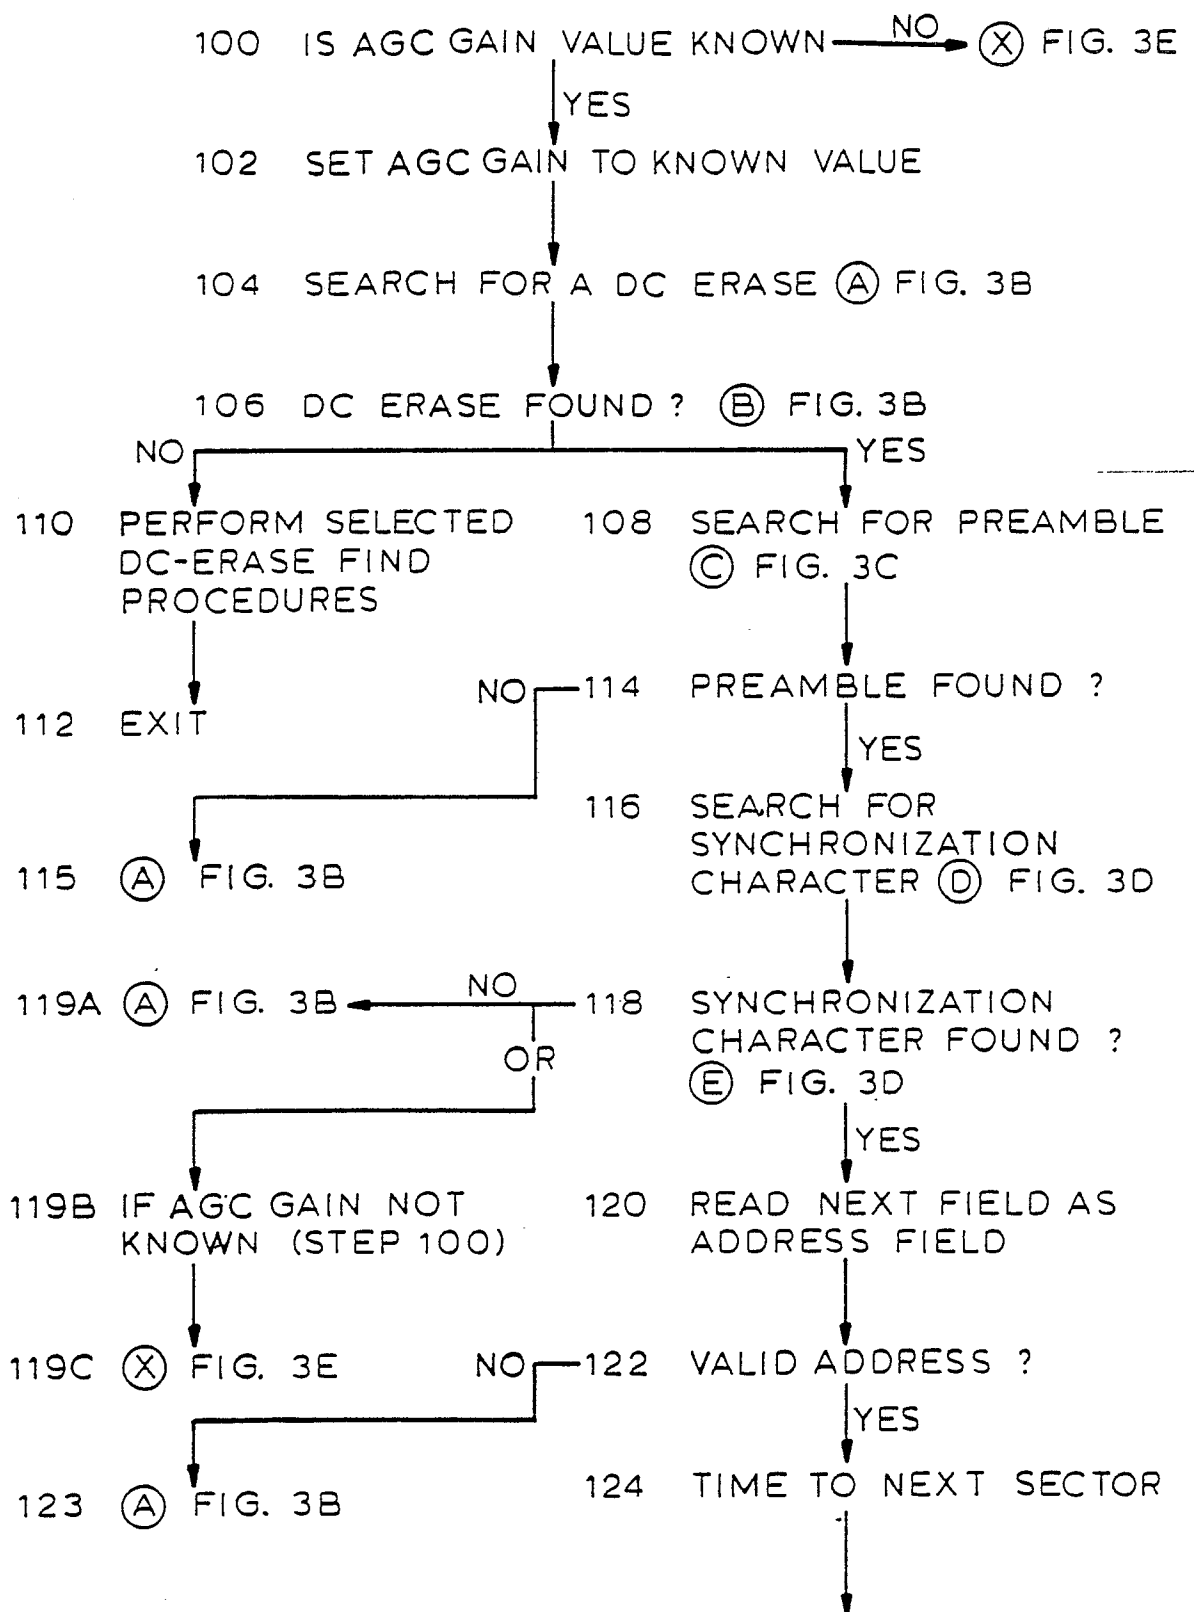 100 IS AGC GAIN VALUE KNOWN NO Ⓧ FIG. 3E
YES
102 SET AGC GAIN TO KNOWN VALUE
104 SEARCH FOR A DC ERASE Ⓐ FIG. 3B
106 DC ERASE FOUND ? Ⓑ FIG. 3B
NO YES
110 PERFORM SELECTED
DC-ERASE FIND
PROCEDURES
108 SEARCH FOR PREAMBLE
Ⓒ FIG. 3C
NO 114 PREAMBLE FOUND ?
112 EXIT
YES
116 SEARCH FOR
SYNCHRONIZATION
CHARACTER Ⓓ FIG. 3D
115 Ⓐ FIG. 3B
119A Ⓐ FIG. 3B NO 118 SYNCHRONIZATION
CHARACTER FOUND ?
Ⓔ FIG. 3D
OR
YES
119B IF AGC GAIN NOT
KNOWN (STEP 100)
120 READ NEXT FIELD AS
ADDRESS FIELD
119C Ⓧ FIG. 3E NO 122 VALID ADDRESS ?
YES
124 TIME TO NEXT SECTOR
123 Ⓐ FIG. 3B